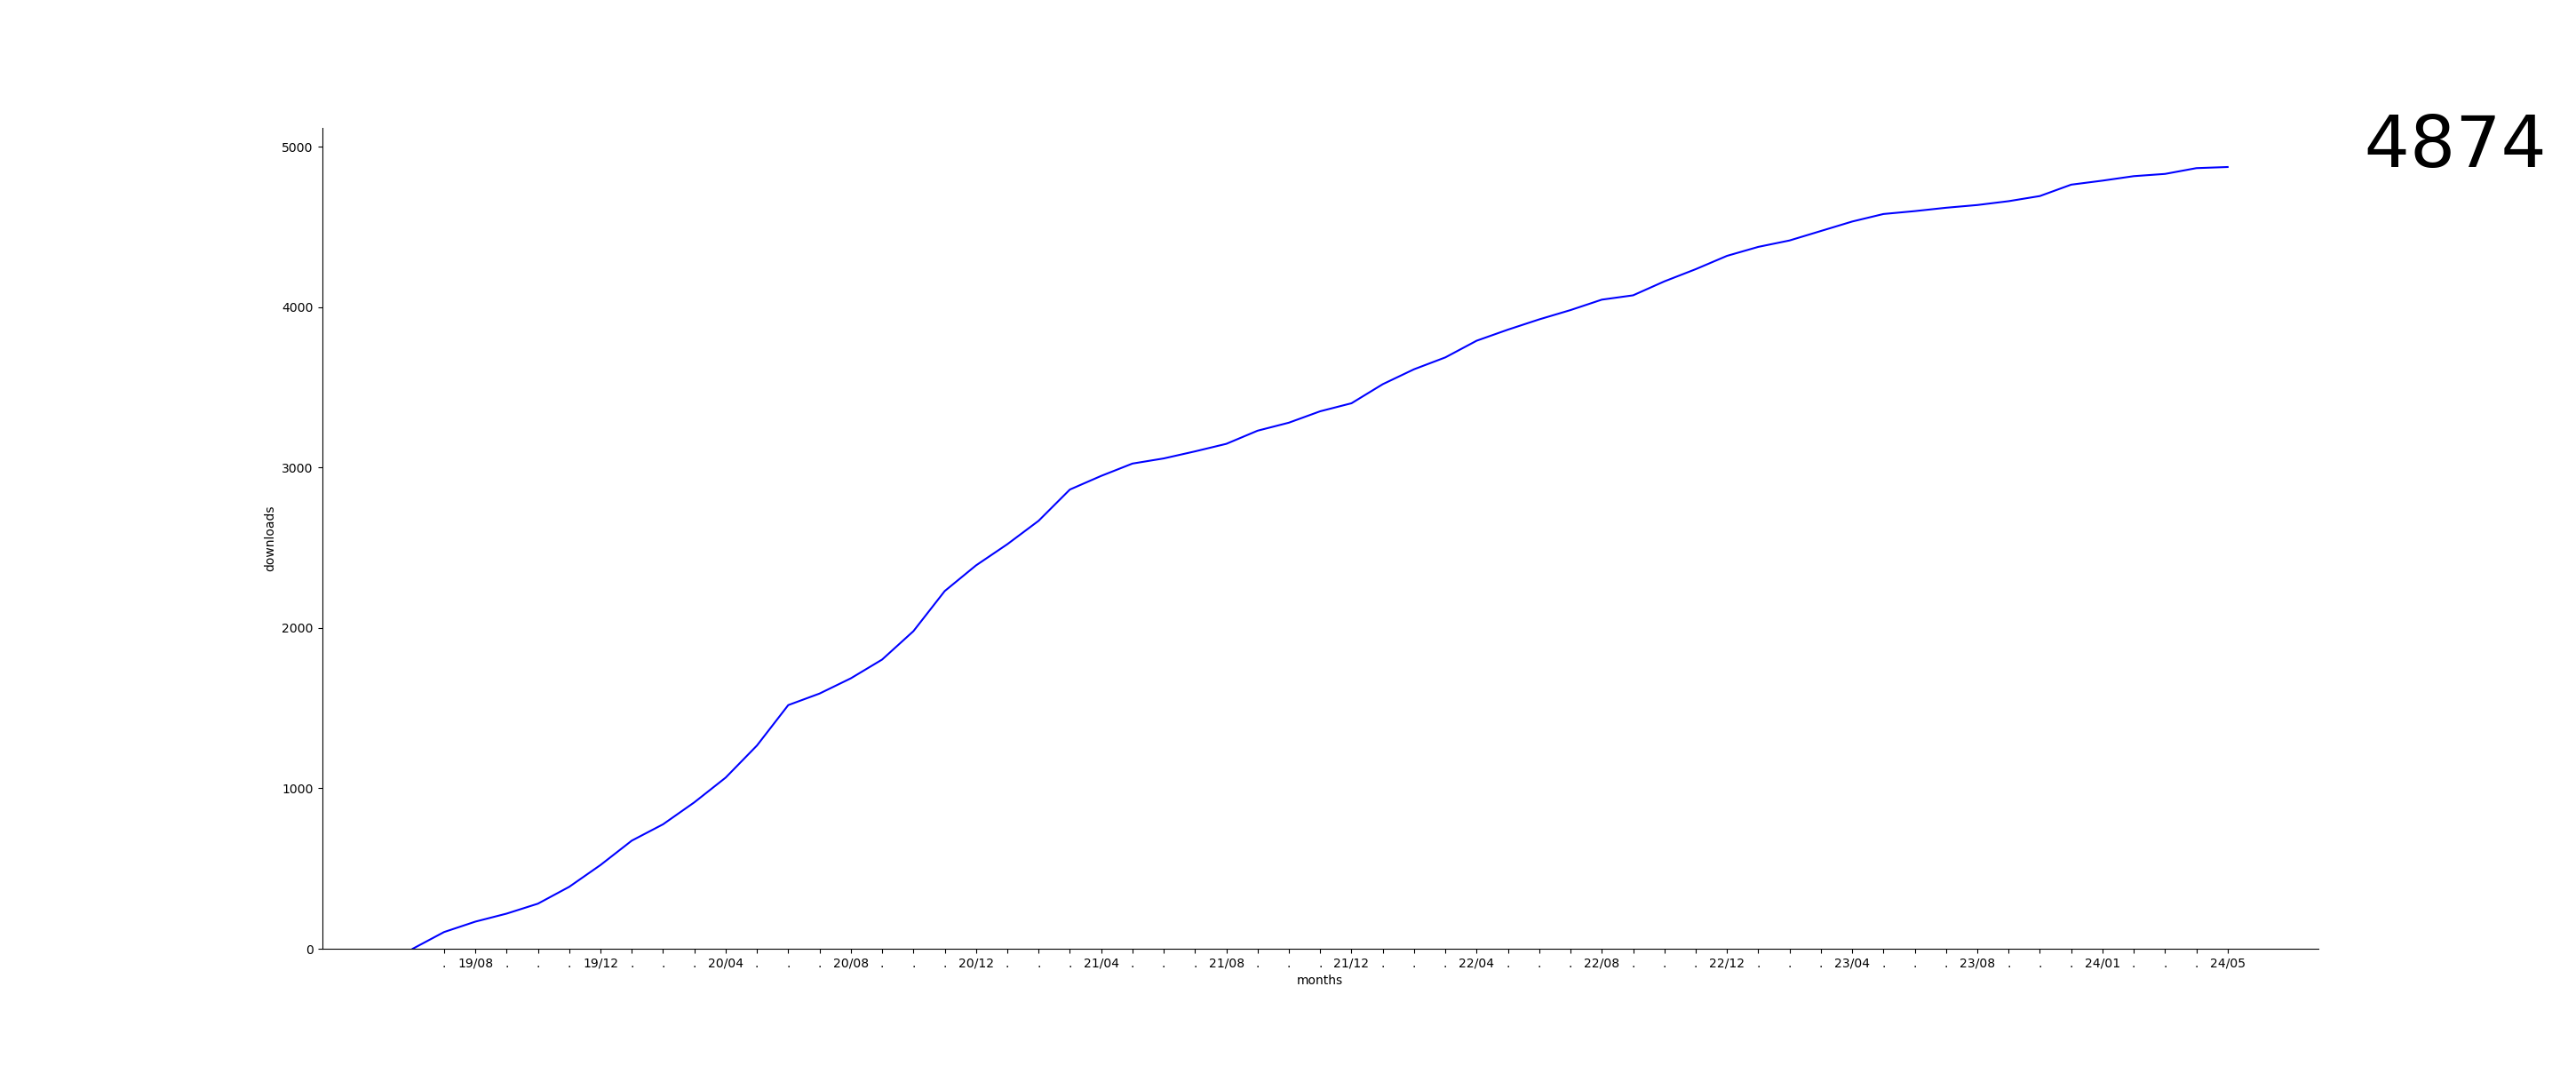 4874
5000
4000
3000
2000
1000
0
downloads
. 19/08 . . . 19/12 . . . 20/04 . . . 20/08 . . . 20/12 . . . 21/04 . . . 21/08 . . . 21/12 . . . 22/04 . . . 22/08 . . . 22/12 . . . 23/04 . . . 23/08 . . . 24/01 . . . 24/05
months